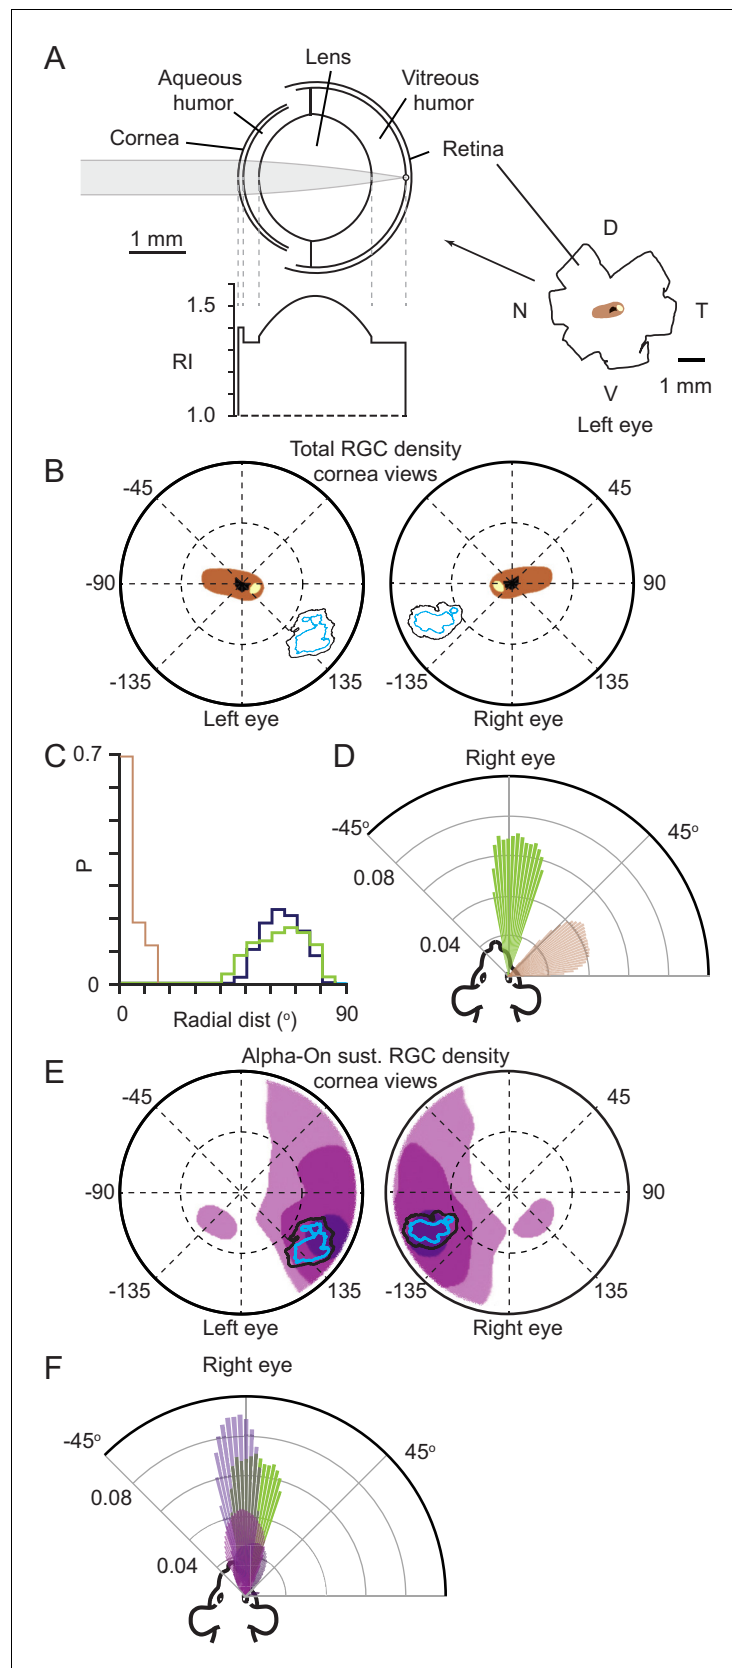 A
Lens
Aqueous humor
Vitreous humor
Cornea
Retina
1 mm
D
N
T
V
1 mm
Left eye
1.5
RI
1.0
B
Total RGC density
cornea views
-45
45
-90
90
-135
135
-135
135
Left eye
Right eye
C
0.7
P
0
0
90
Radial dist (°)
D
Right eye
-45°
45°
0.08
0.04
E
Alpha-On sust. RGC density
cornea views
-45
45
-90
90
-135
135
-135
135
Left eye
Right eye
F
Right eye
-45°
45°
0.08
0.04